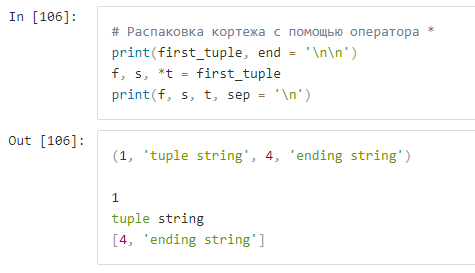 In [106]:
# Распаковка кортежа с помощью оператора *
print(first_tuple, end = '\n\n')
f, s, *t = first_tuple
print(f, s, t, sep = '\n')
Out [106]:
(1, 'tuple string', 4, 'ending string')
1
tuple string
[4, 'ending string']